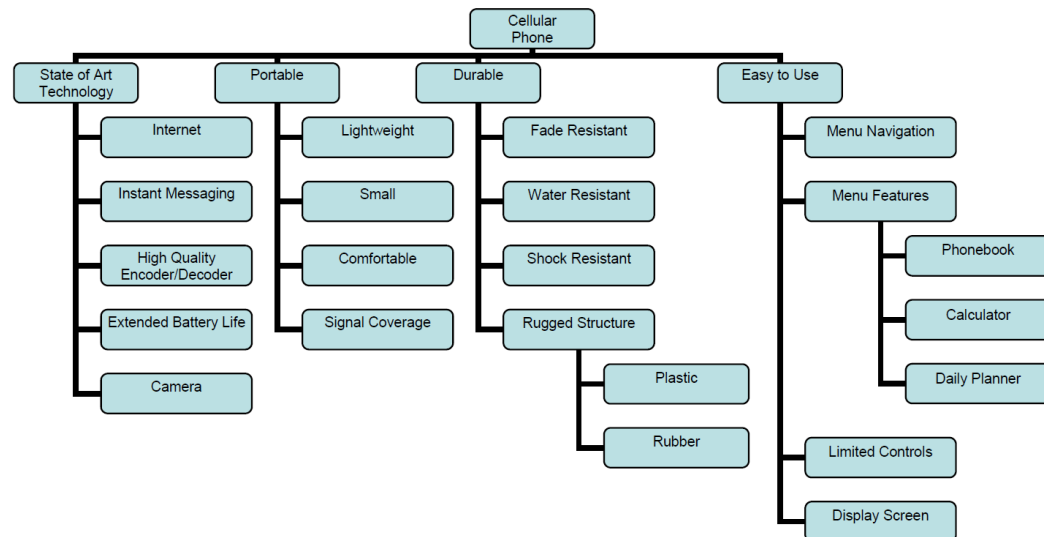 Cellular
Phone
State of Art
Technology
Portable
Durable
Easy to Use
Internet
Lightweight
Fade Resistant
Menu Navigation
Instant Messaging
Small
Water Resistant
Menu Features
High Quality
Encoder/Decoder
Comfortable
Shock Resistant
Phonebook
Extended Battery Life
Signal Coverage
Rugged Structure
Calculator
Camera
Plastic
Daily Planner
Rubber
Limited Controls
Display Screen